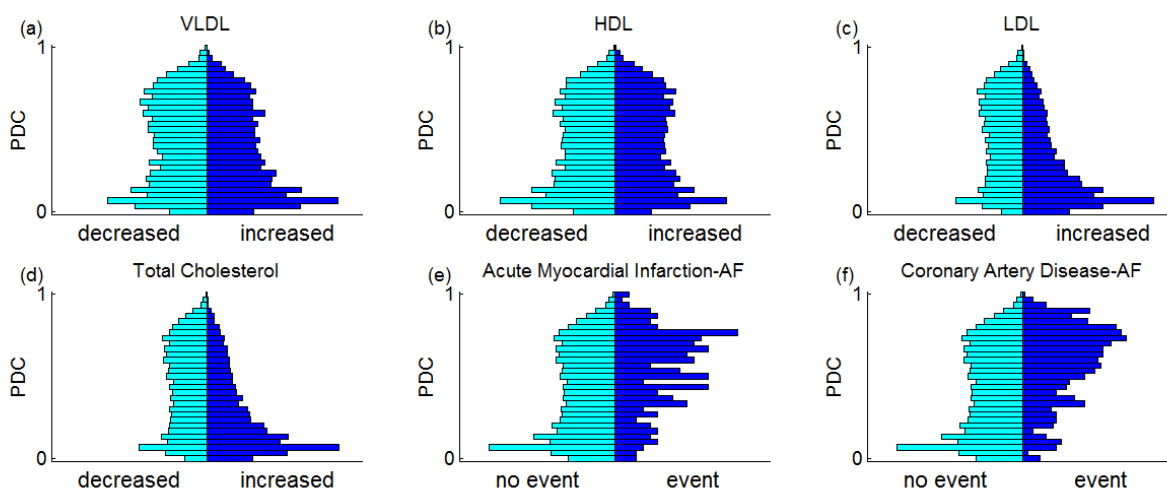 (a) VLDL
1
PDC
0
decreased increased
(b) HDL
1
PDC
0
decreased increased
(c) LDL
1
PDC
0
decreased increased
(d) Total Cholesterol
1
PDC
0
decreased increased
(e) Acute Myocardial Infarction-AF
1
PDC
0
no event event
(f) Coronary Artery Disease-AF
1
PDC
0
no event event